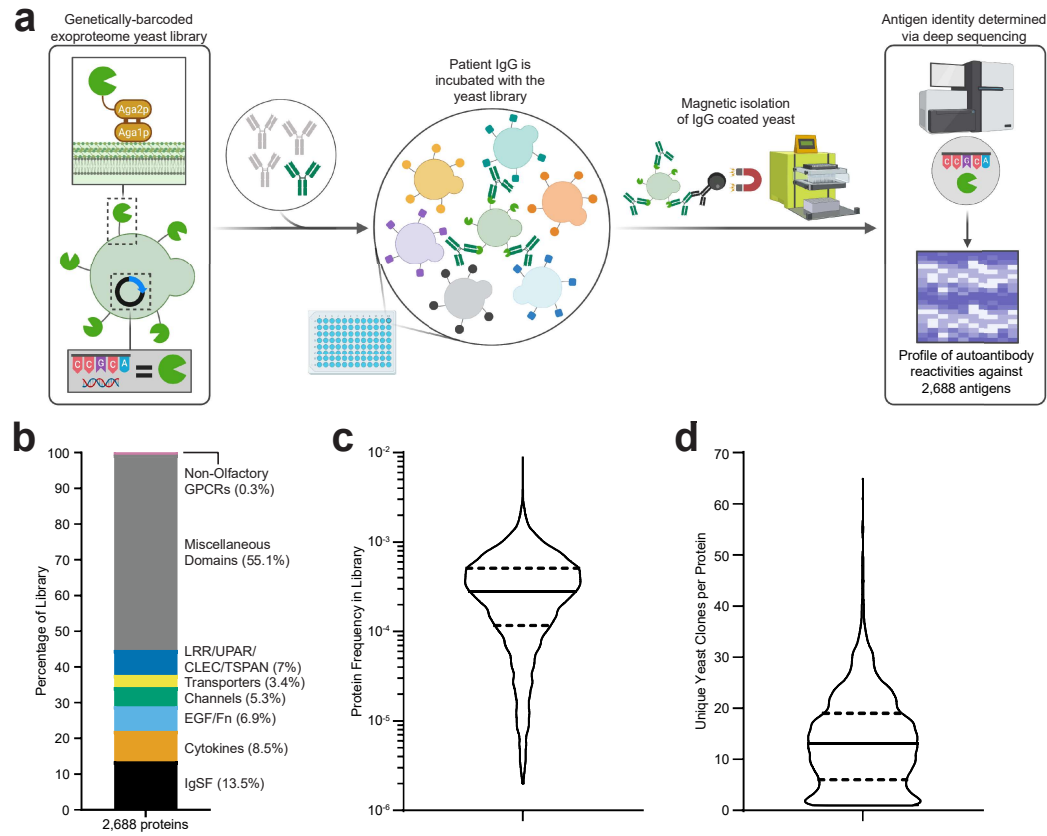 a
Genetically-barcoded
exoproteome yeast library
Aga2p
Aga1p
C C G C A
=
Patient IgG is
incubated with the
yeast library
Magnetic isolation
of IgG coated yeast
Antigen identity determined
via deep sequencing
C C G C A
Profile of autoantibody
reactivities against
2,688 antigens
b
Percentage of Library
100
90
80
70
60
50
40
30
20
10
0
Non-Olfactory
GPCRs (0.3%)
Miscellaneous
Domains (55.1%)
LRR/UPAR/
CLEC/TSPAN (7%)
Transporters (3.4%)
Channels (5.3%)
EGF/Fn (6.9%)
Cytokines (8.5%)
IgSF (13.5%)
2,688 proteins
c
Protein Frequency in Library
10⁻²
10⁻³
10⁻⁴
10⁻⁵
10⁻⁶
d
Unique Yeast Clones per Protein
70
60
50
40
30
20
10
0